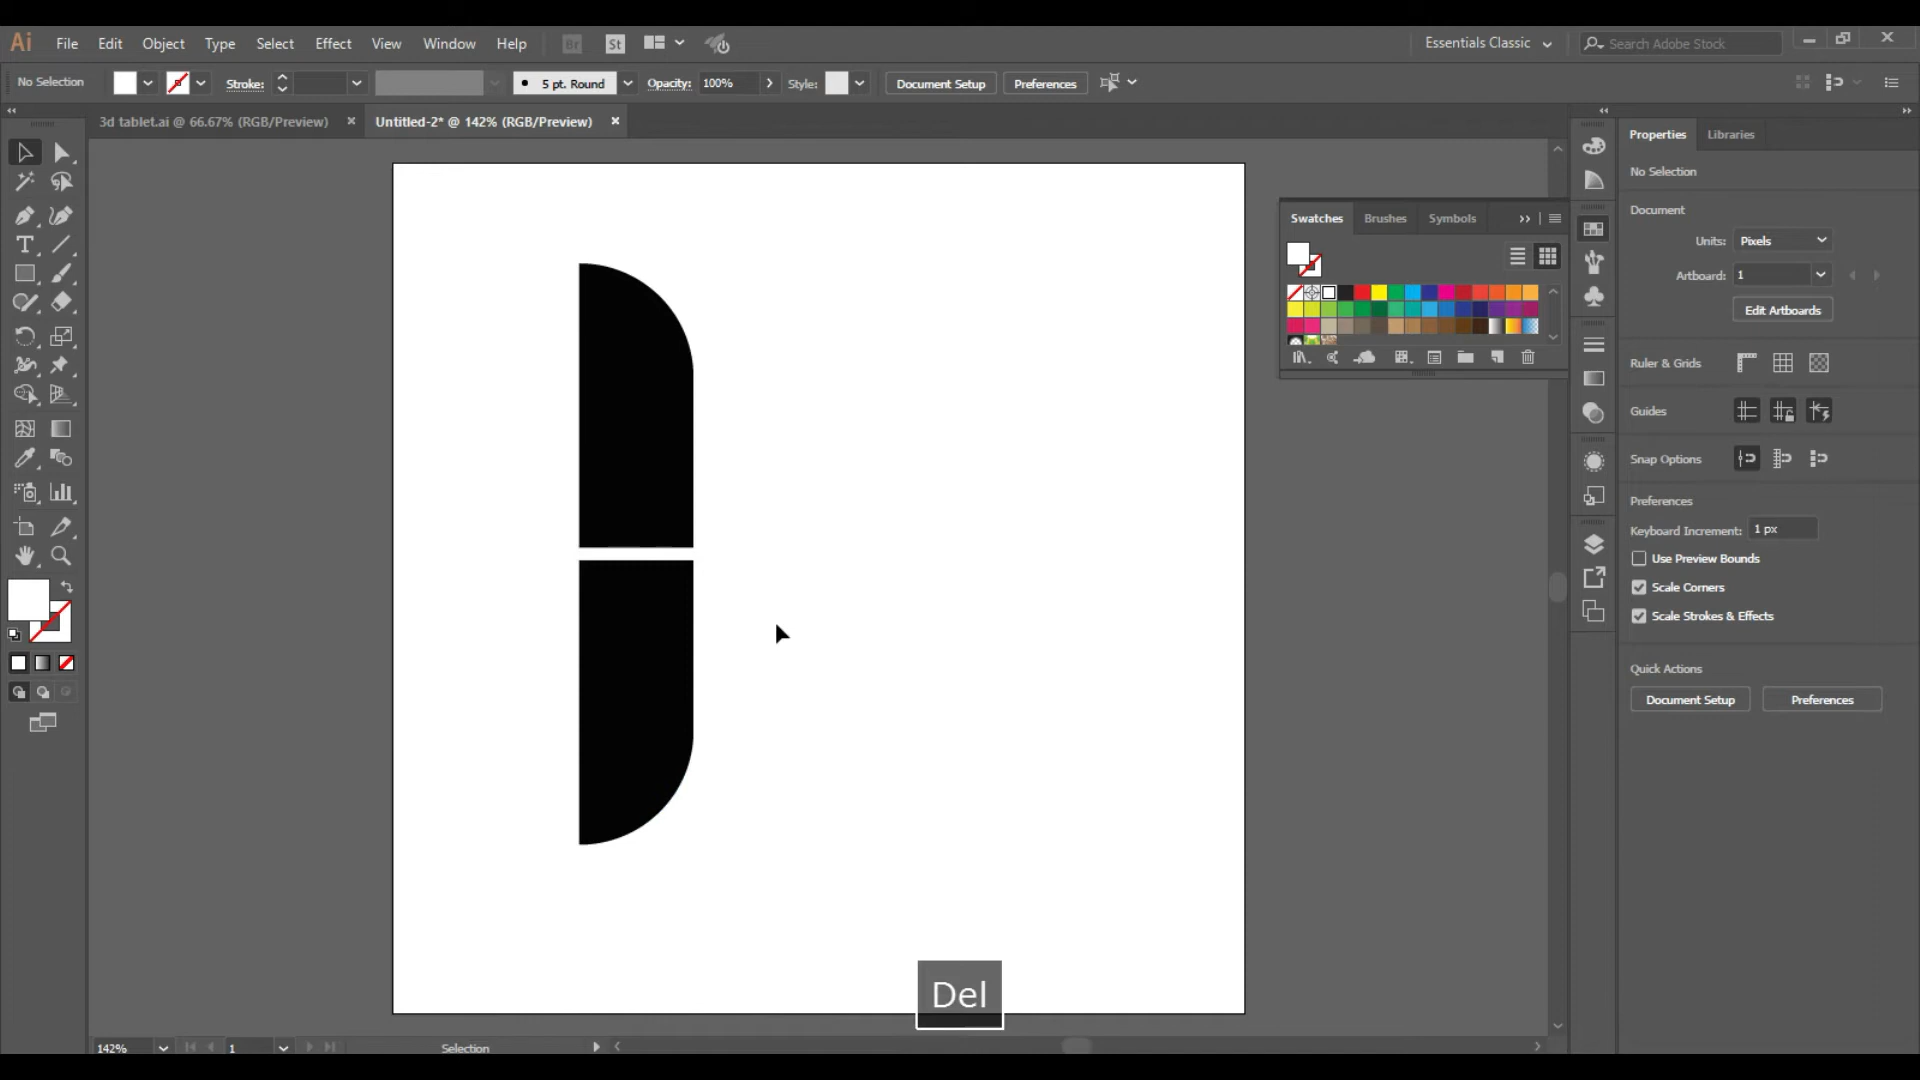 Ai File Edit Object Type Select Effect View Window Help Br St Essentials Classic Search Adobe Stock
No Selection Stroke: 5 pt. Round Opacity: 100% Style: Document Setup Preferences
3d tablet.ai @ 66.67% (RGB/Preview) Untitled-2* @ 142% (RGB/Preview)
Properties Libraries
No Selection
Document
Units: Pixels
Artboard: 1
Edit Artboards
Ruler & Grids
Guides
Snap Options
Preferences
Keyboard Increment: 1 px
Use Preview Bounds
Scale Corners
Scale Strokes & Effects
Quick Actions
Document Setup Preferences
Swatches Brushes Symbols
Del
142% 1 Selection